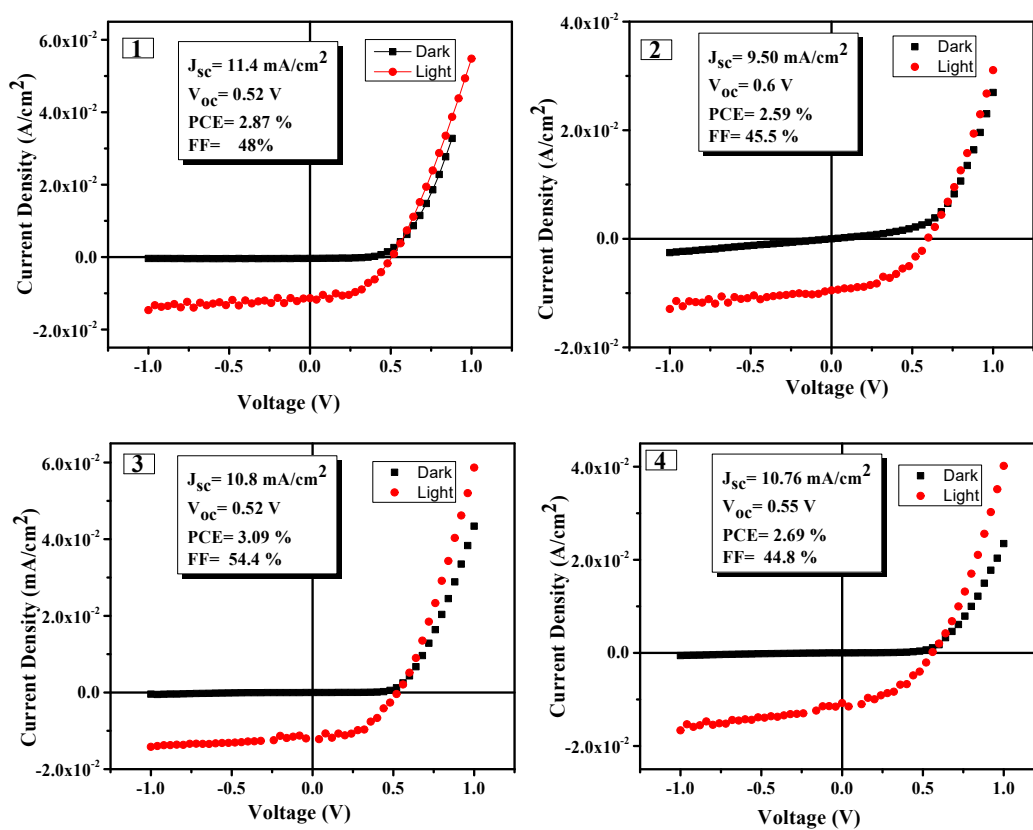 1
J_sc= 11.4 mA/cm²
V_oc= 0.52 V
PCE= 2.87 %
FF= 48%
Dark
Light
6.0x10⁻²
4.0x10⁻²
2.0x10⁻²
0.0
-2.0x10⁻²
Current Density (A/cm²)
-1.0 -0.5 0.0 0.5 1.0
Voltage (V)
2
J_sc= 9.50 mA/cm²
V_oc= 0.6 V
PCE= 2.59 %
FF= 45.5%
Dark
Light
4.0x10⁻²
2.0x10⁻²
0.0
-2.0x10⁻²
Current Density (A/cm²)
-1.0 -0.5 0.0 0.5 1.0
Voltage (V)
3
J_sc= 10.8 mA/cm²
V_oc= 0.52 V
PCE= 3.09 %
FF= 54.4 %
Dark
Light
6.0x10⁻²
4.0x10⁻²
2.0x10⁻²
0.0
-2.0x10⁻²
Current Density (mA/cm²)
-1.0 -0.5 0.0 0.5 1.0
Voltage (V)
4
J_sc= 10.76 mA/cm²
V_oc= 0.55 V
PCE= 2.69 %
FF= 44.8 %
Dark
Light
4.0x10⁻²
2.0x10⁻²
0.0
-2.0x10⁻²
Current Density (A/cm²)
-1.0 -0.5 0.0 0.5 1.0
Voltage (V)